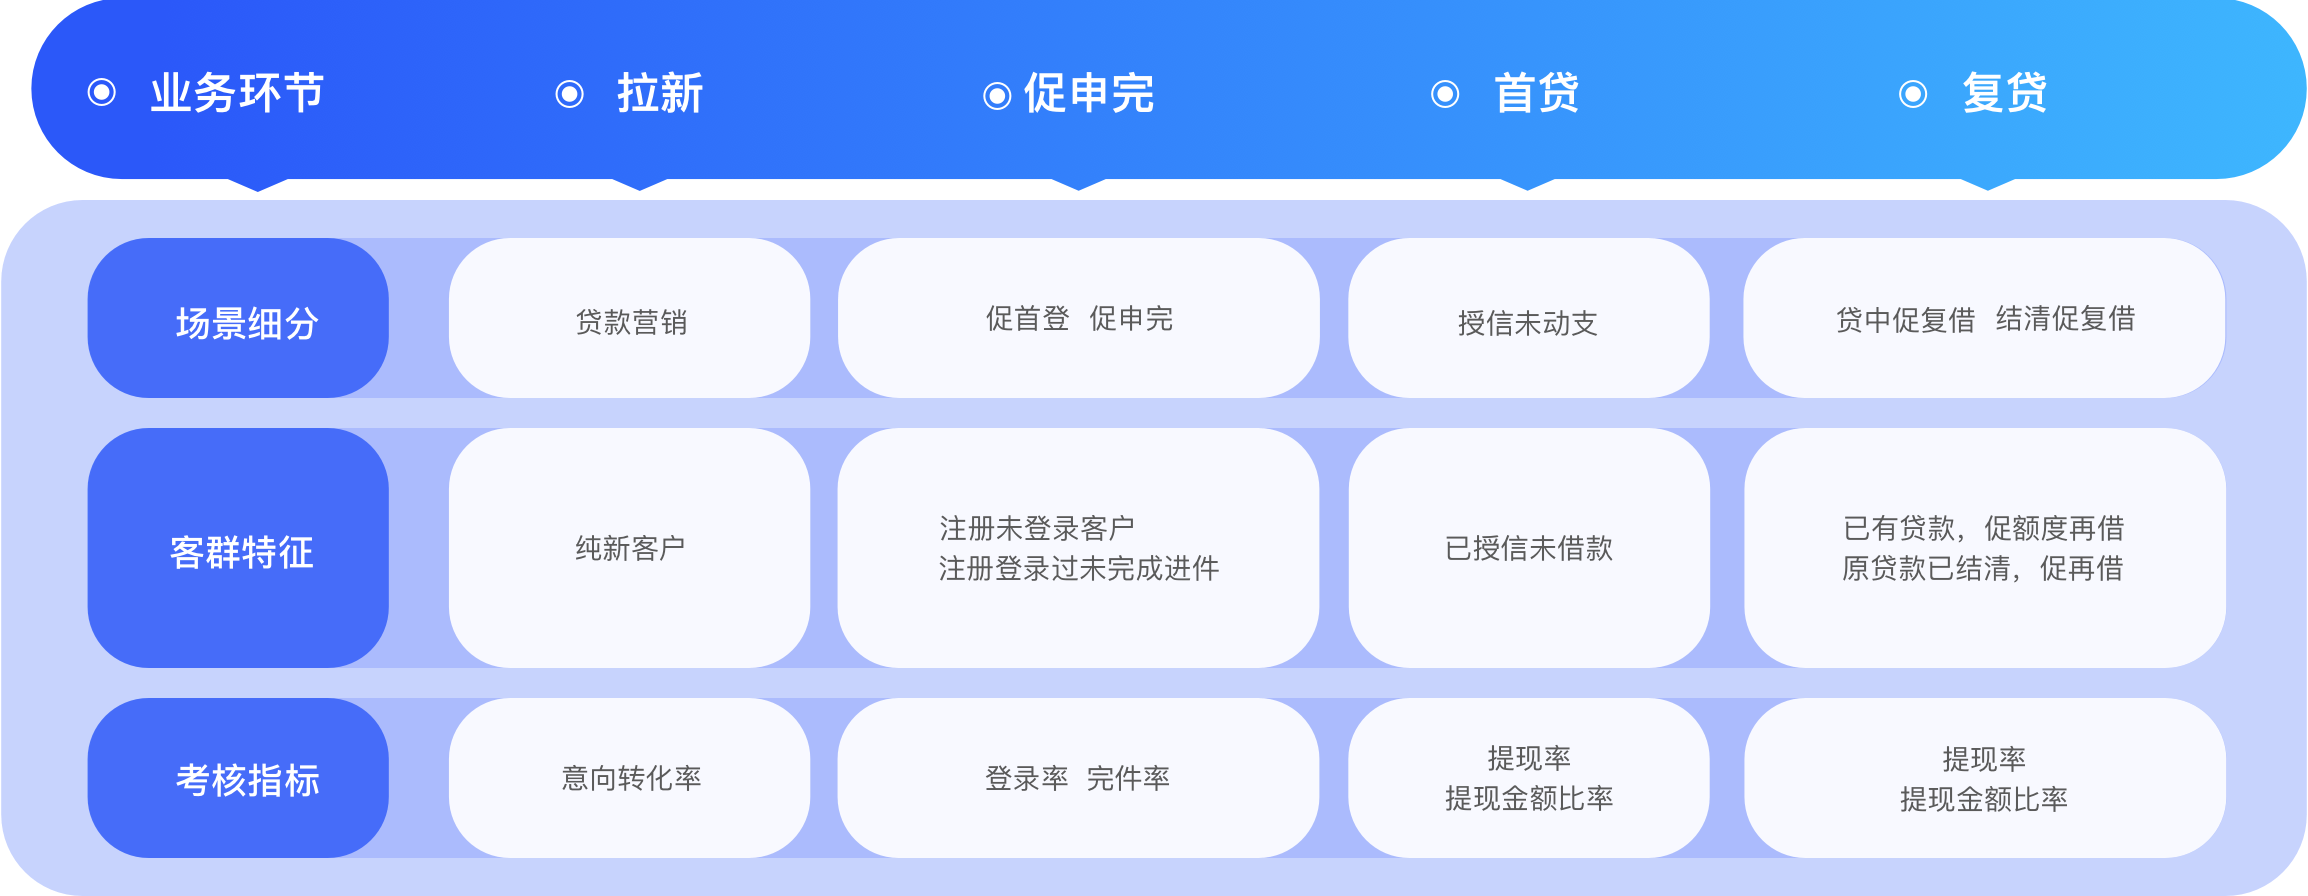 业务环节
拉新
促申完
首贷
复贷
场景细分
贷款营销
促首登 促申完
授信未动支
贷中促复借 结清促复借
客群特征
纯新客户
注册未登录客户
注册登录过未完成进件
已授信未借款
已有贷款，促额度再借
原贷款已结清，促再借
考核指标
意向转化率
登录率 完件率
提现率
提现金额比率
提现率
提现金额比率